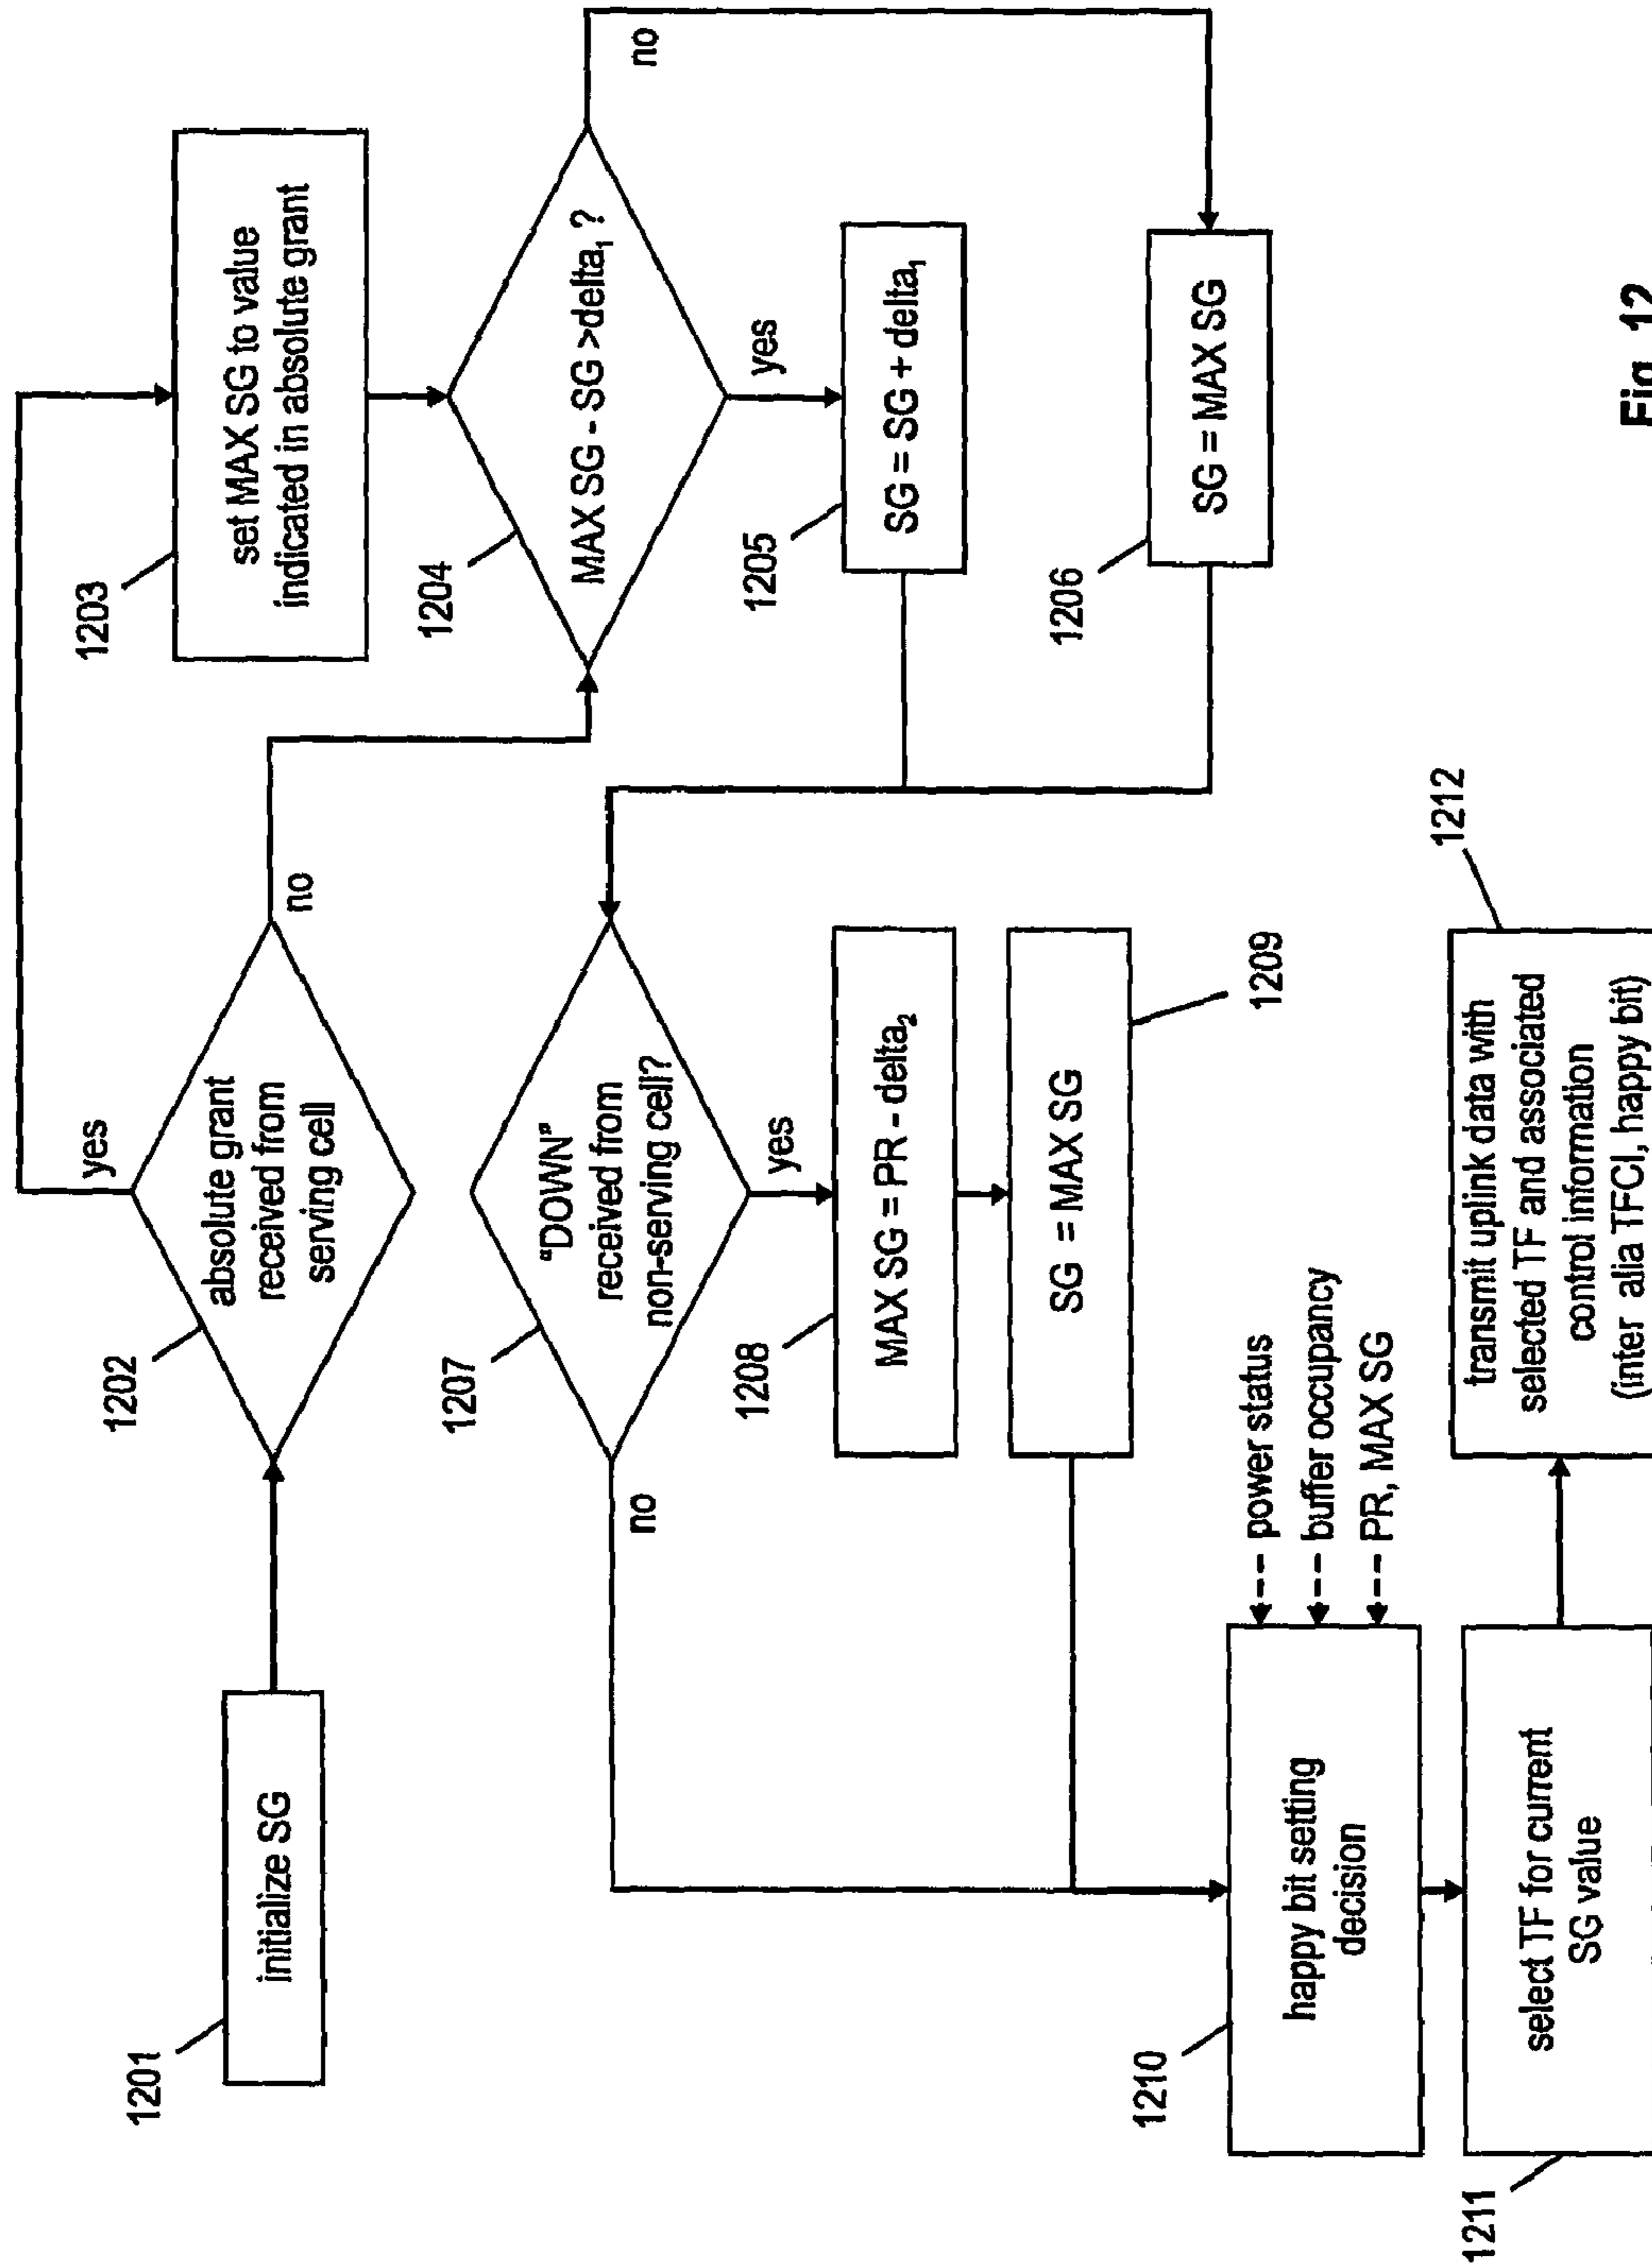 1201
initialize SG
1202
absolute grant
received from
serving cell
yes
no
1203
set MAX SG to value
indicated in absolute grant
1204
MAX SG - SG >delta1 ?
yes
no
1205
SG = SG + delta1
1206
SG = MAX SG
1207
“DOWN”
received from
non-serving cell?
yes
no
1208
MAX SG = PR - delta2
SG = MAX SG
1209
1210
happy bit setting
decision
power status
buffer occupancy
PR, MAX SG
1211
select TF for current
SG value
1212
transmit uplink data with
selected TF and associated
control information
(inter alia TFCI, happy bit)
Fig. 12